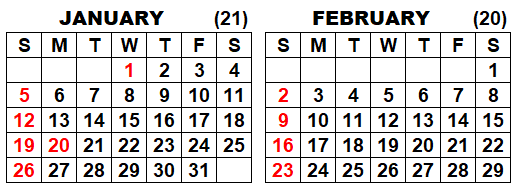 JANUARY (21) FEBRUARY (20)
S M T W T F S S M T W T F S
1 2 3 4 1
5 6 7 8 9 10 11 2 3 4 5 6 7 8
12 13 14 15 16 17 18 9 10 11 12 13 14 15
19 20 21 22 23 24 25 16 17 18 19 20 21 22
26 27 28 29 30 31 23 24 25 26 27 28 29